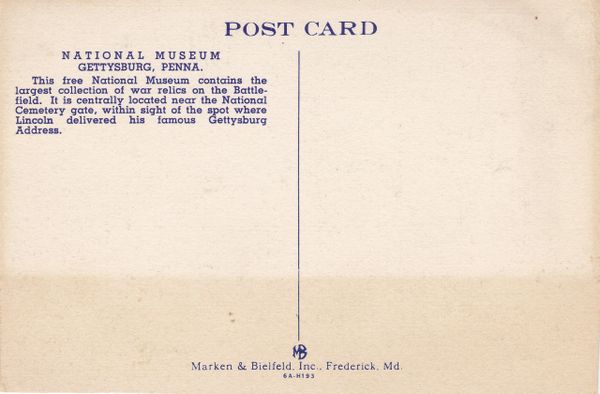 POST CARD
NATIONAL MUSEUM
GETTYSBURG, PENNA.
This free National Museum contains the
largest collection of war relics on the Battle-
field. It is centrally located near the National
Cemetery gate, within sight of the spot where
Lincoln delivered his famous Gettysburg
Address.
MB
Marken & Bielfeld, Inc., Frederick, Md.
6A-H193